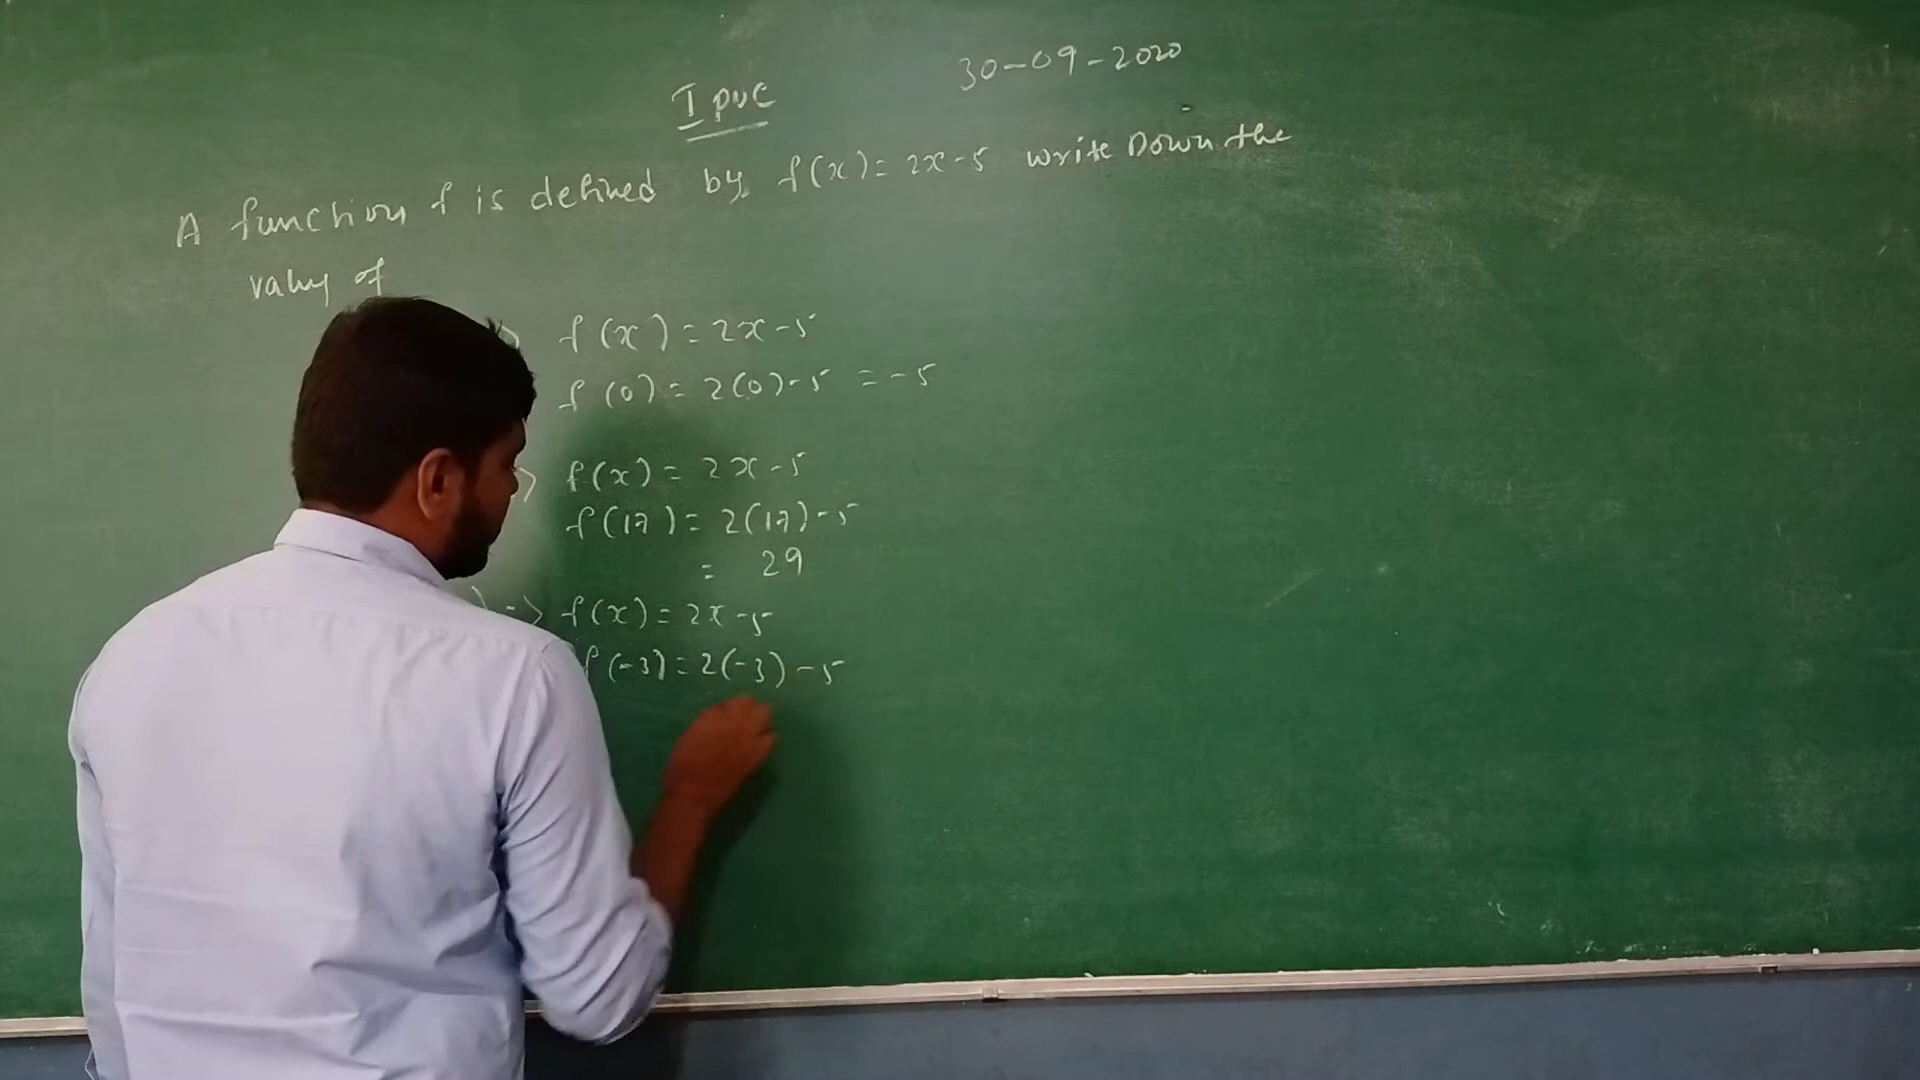 I PUC
30-09-2020
A function f is defined by f(x) = 2x-5 write Down the
value of
f(x) = 2x-5
f(0) = 2(0)-5 = -5
> f(x) = 2x-5
f(17) = 2(17)-5
= 29
) -> f(x) = 2x-5
f(-3) = 2(-3)-5